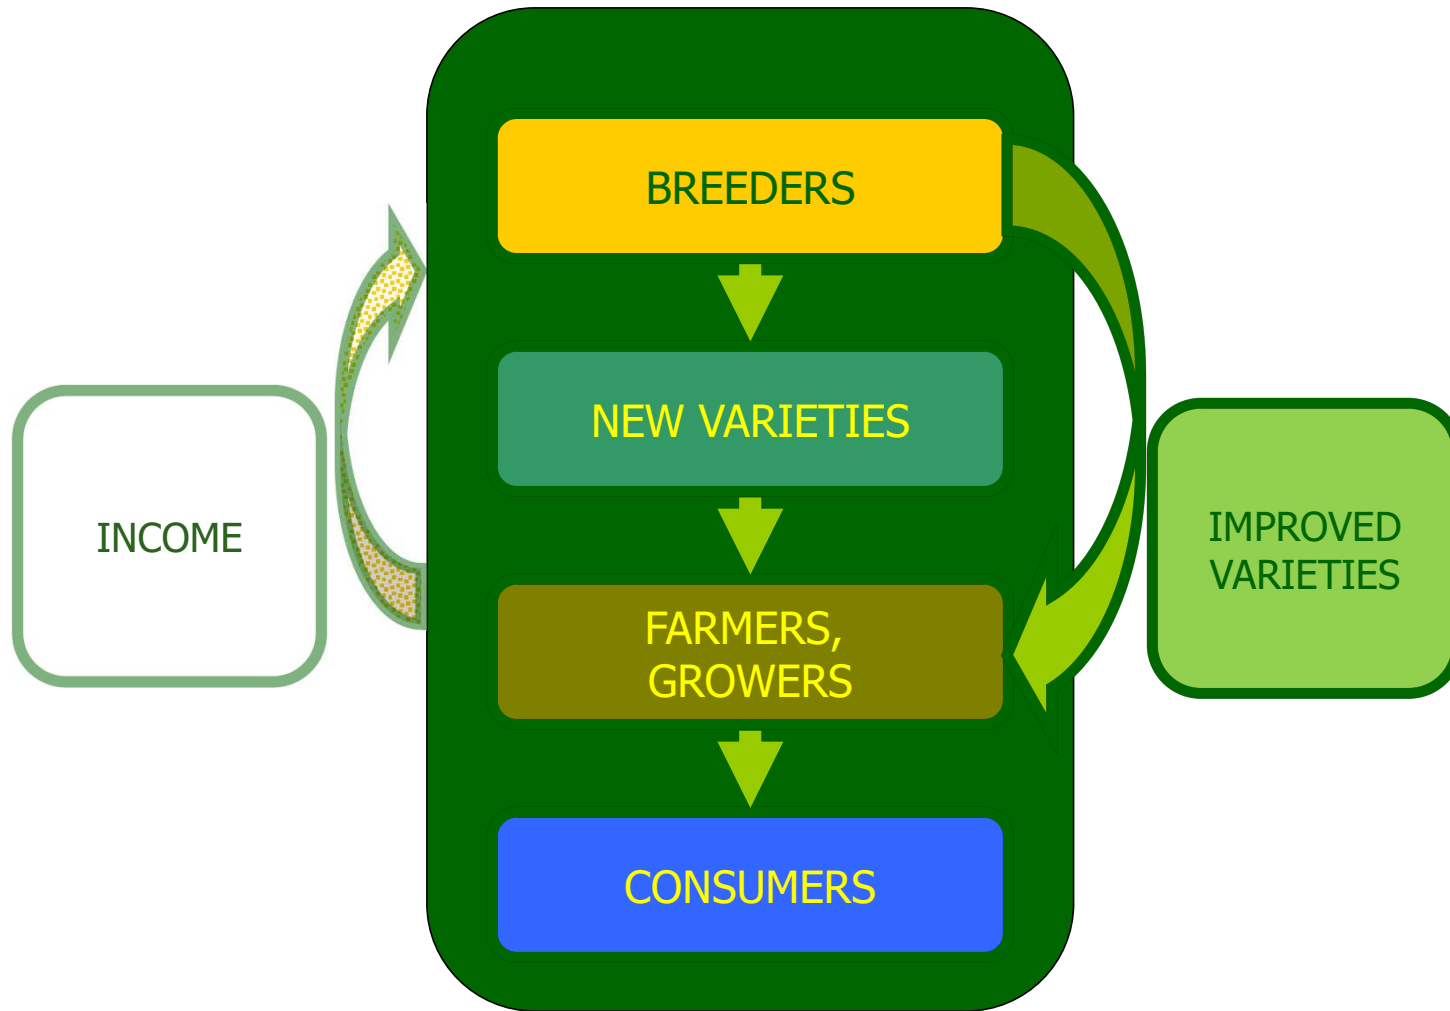 BREEDERS
NEW VARIETIES
INCOME
IMPROVED
VARIETIES
FARMERS,
GROWERS
CONSUMERS